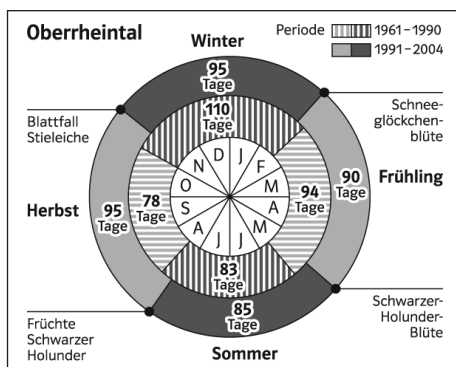 Oberrheintal
Periode
1961–1990
1991–2004
Winter
95
Tage
110
Tage
Blattfall
Stieleiche
Schnee-
glöckchen-
blüte
D
J
N
F
O
M
S
A
A
M
J
J
Herbst
95
Tage
78
Tage
94
Tage
90
Tage
Frühling
83
Tage
85
Tage
Früchte
Schwarzer
Holunder
Sommer
Schwarzer-
Holunder-
Blüte